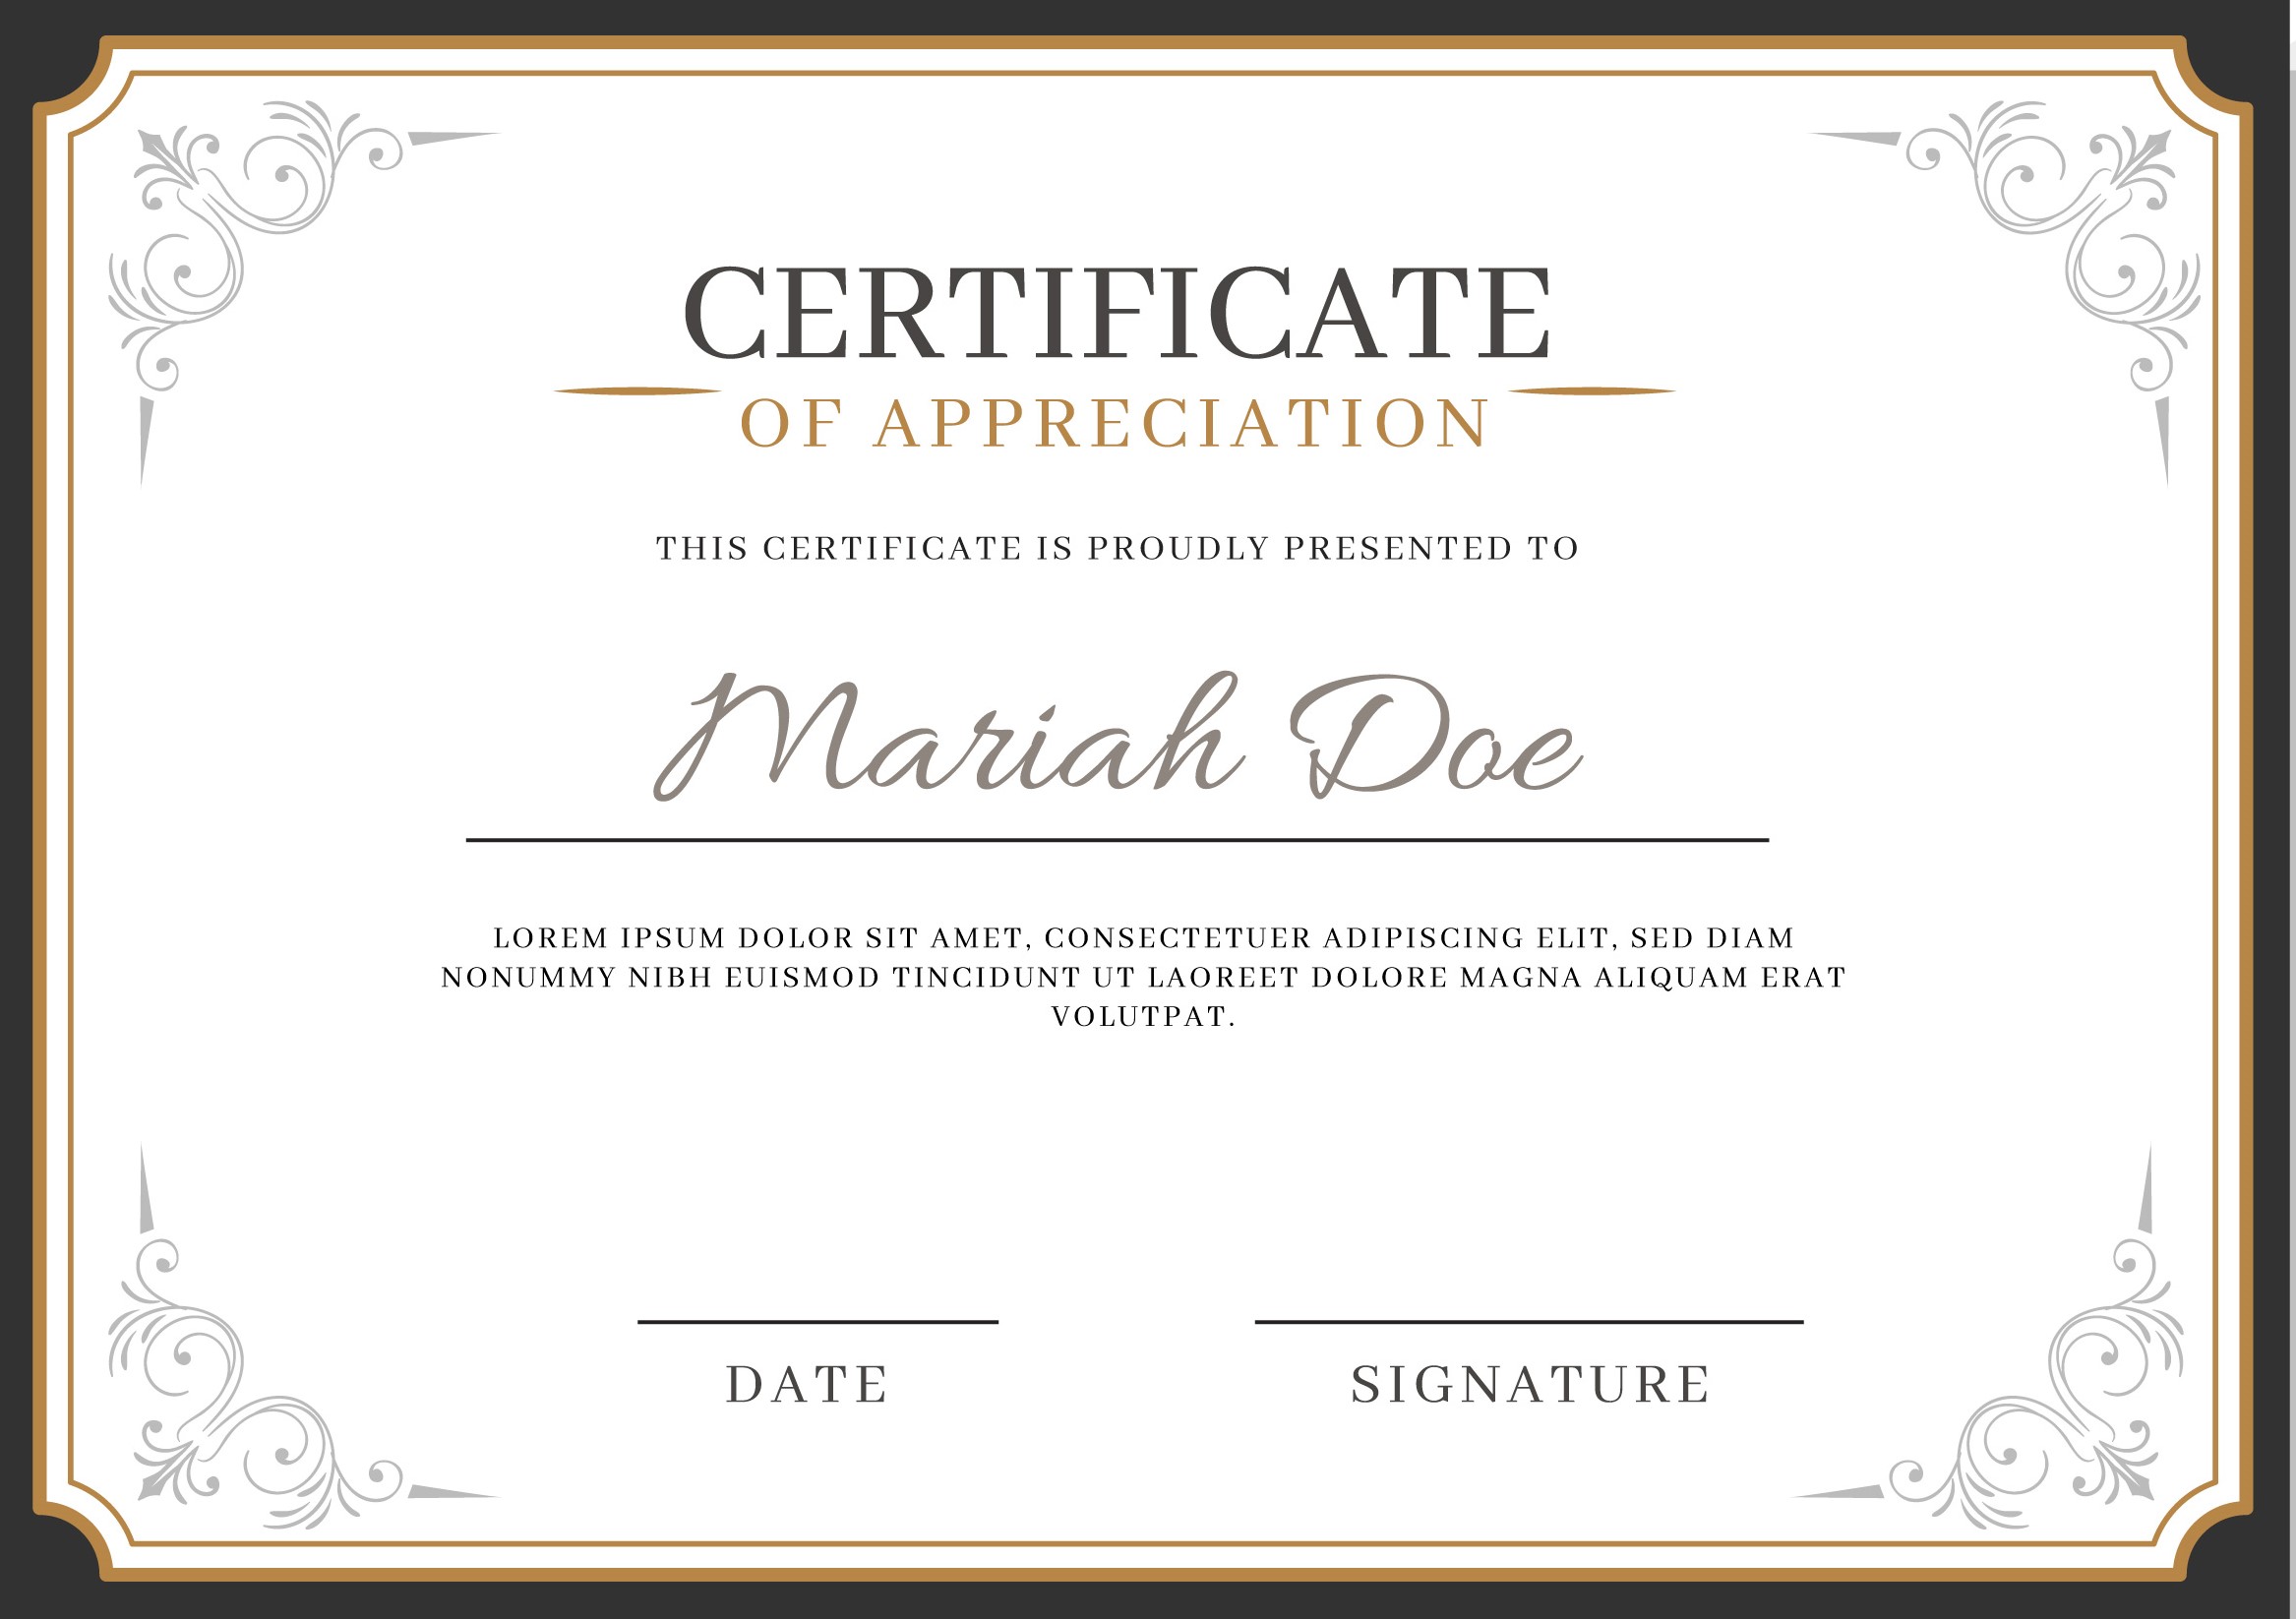 CERTIFICATE
OF APPRECIATION
THIS CERTIFICATE IS PROUDLY PRESENTED TO
Mariah Doe
LOREM IPSUM DOLOR SIT AMET, CONSECTETUER ADIPISCING ELIT, SED DIAM
NONUMMY NIBH EUISMOD TINCIDUNT UT LAOREET DOLORE MAGNA ALIQUAM ERAT
VOLUTPAT.
DATE
SIGNATURE